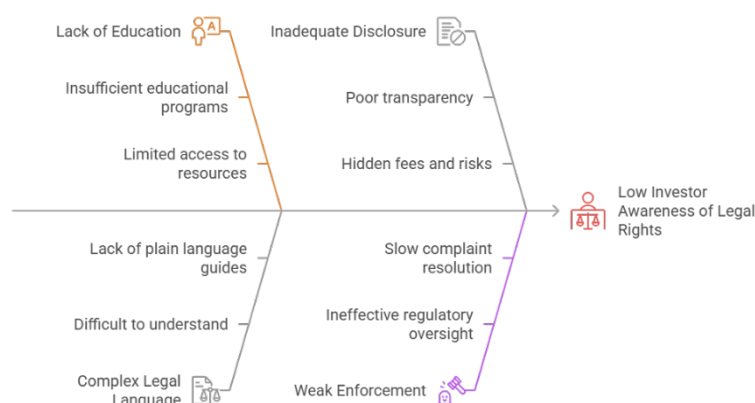 Lack of Education
Inadequate Disclosure
Insufficient educational
programs
Poor transparency
Limited access to
resources
Hidden fees and risks
Low Investor
Awareness of Legal
Rights
Lack of plain language
guides
Slow complaint
resolution
Difficult to understand
Ineffective regulatory
oversight
Complex Legal
Language
Weak Enforcement